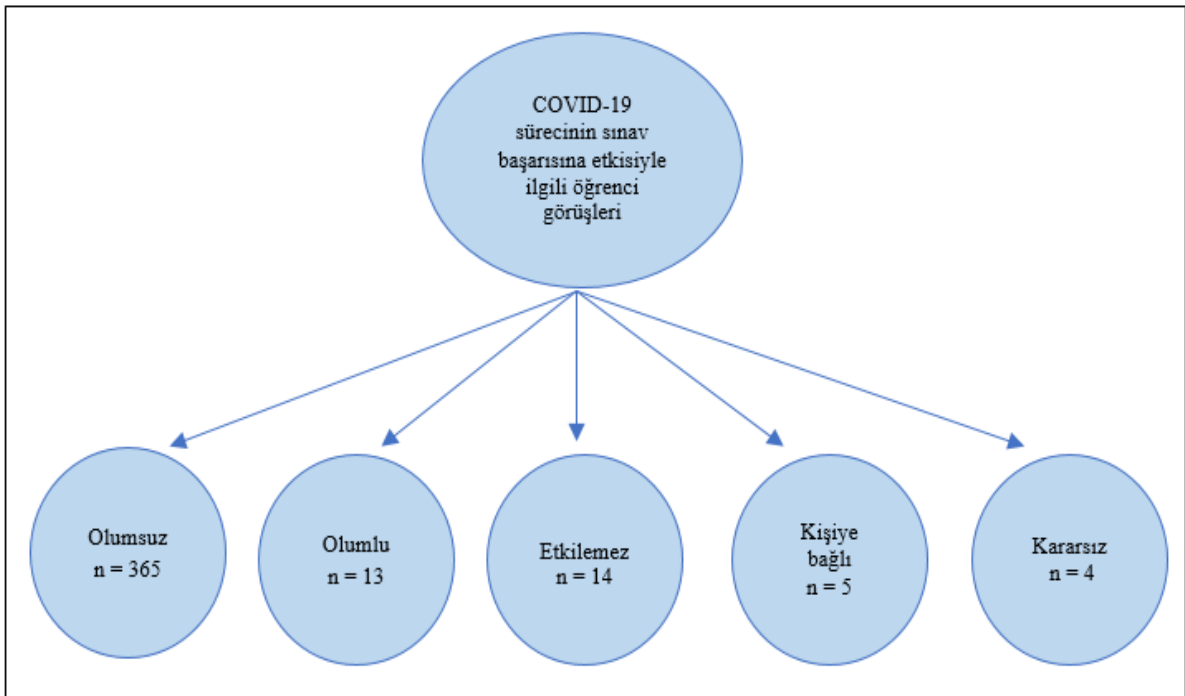 COVID-19
sürecinin sınav
başarısına etkisiyle
ilgili öğrenci
görüşleri
Olumsuz
n = 365
Olumlu
n = 13
Etkilemez
n = 14
Kişiye
bağlı
n = 5
Kararsız
n = 4